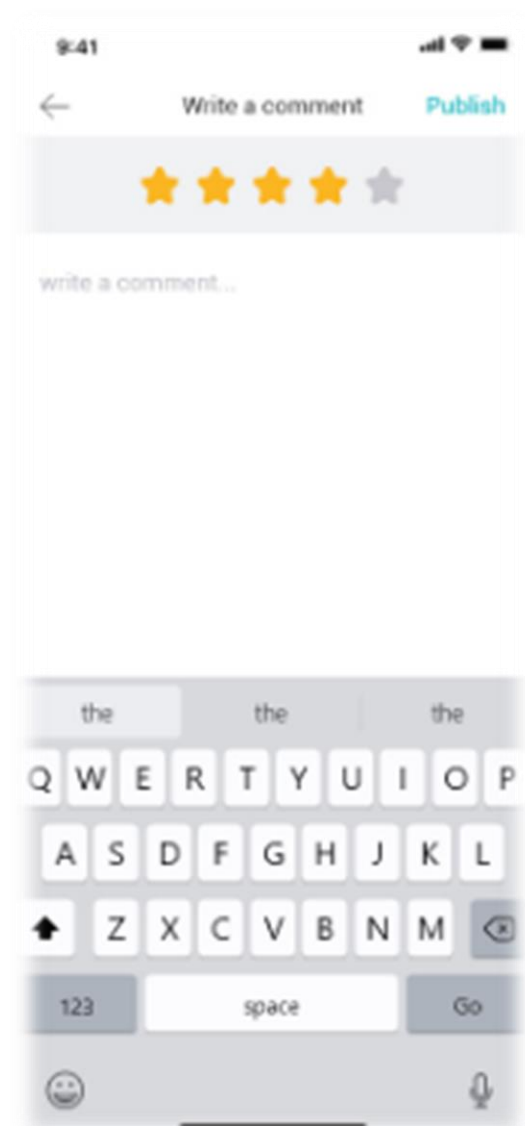 9:41
Write a comment Publish
write a comment...
the the the
Q W E R T Y U I O P
A S D F G H J K L
Z X C V B N M
123 space Go